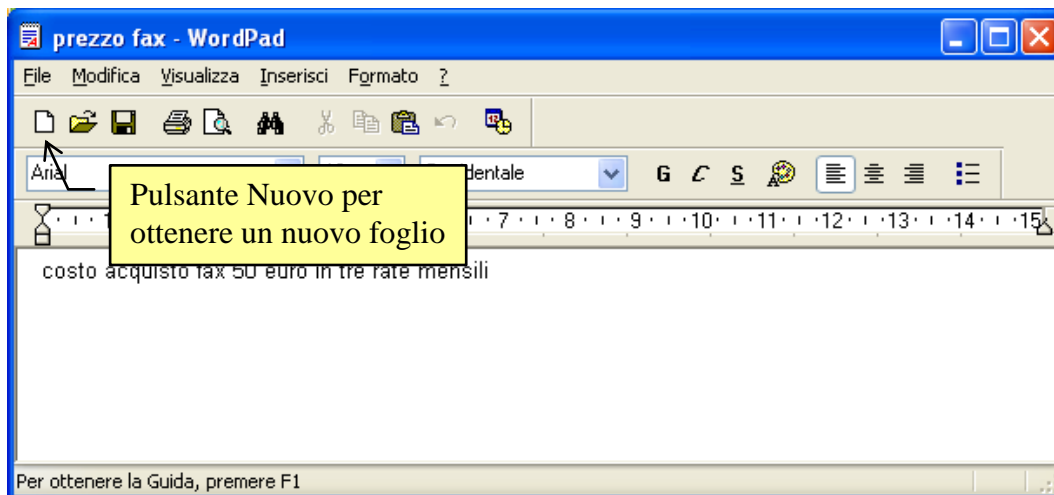 prezzo fax - WordPad
File Modifica Visualizza Inserisci Formato ?
Arial
G C S
Pulsante Nuovo per
ottenere un nuovo foglio
7 8 9 10 11 12 13 14 15
costo acquisto fax 50 euro in tre rate mensili
Per ottenere la Guida, premere F1